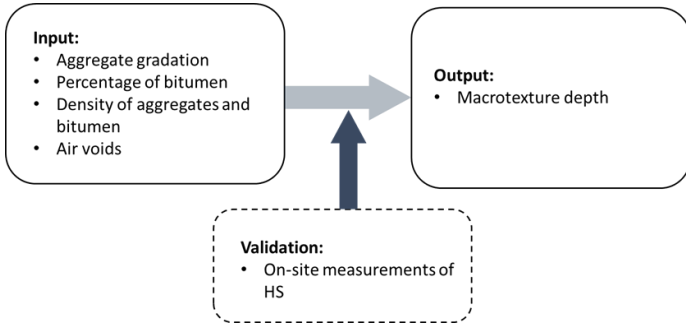 Input:
• Aggregate gradation
• Percentage of bitumen
• Density of aggregates and
bitumen
• Air voids
Output:
• Macrotexture depth
Validation:
• On-site measurements of
HS